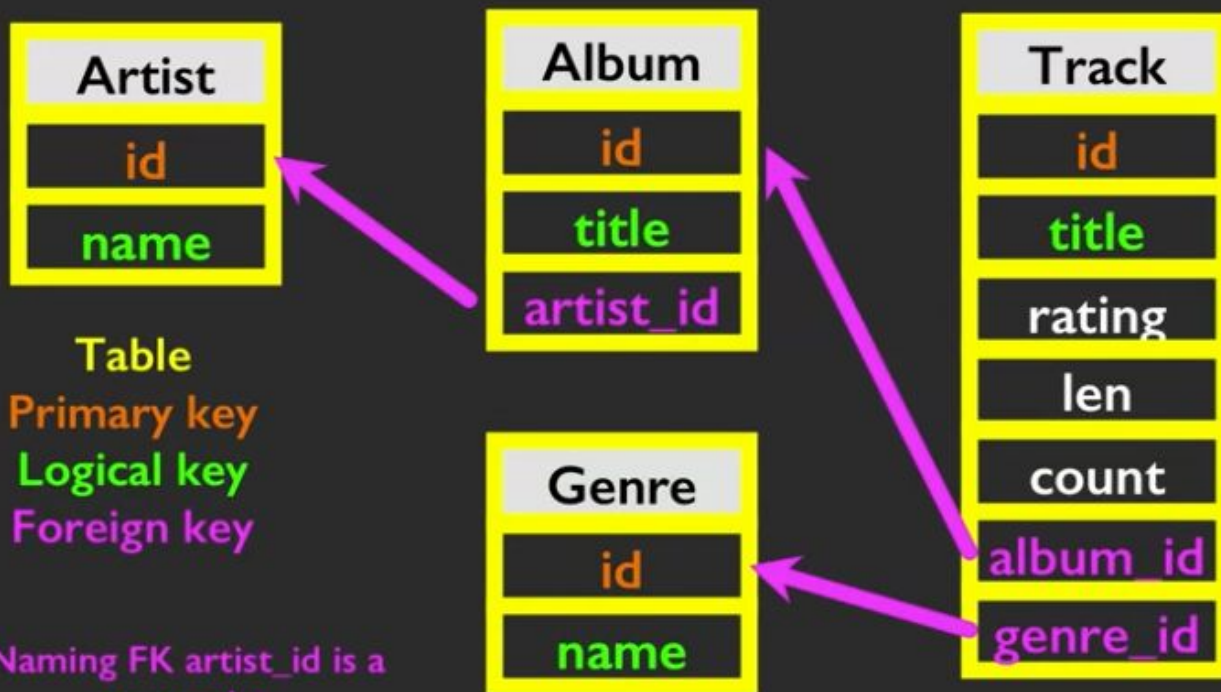 Artist
id
name
Table
Primary key
Logical key
Foreign key
Naming FK artist_id is a
Album
id
title
artist_id
Genre
id
name
Track
id
title
rating
len
count
album_id
genre_id